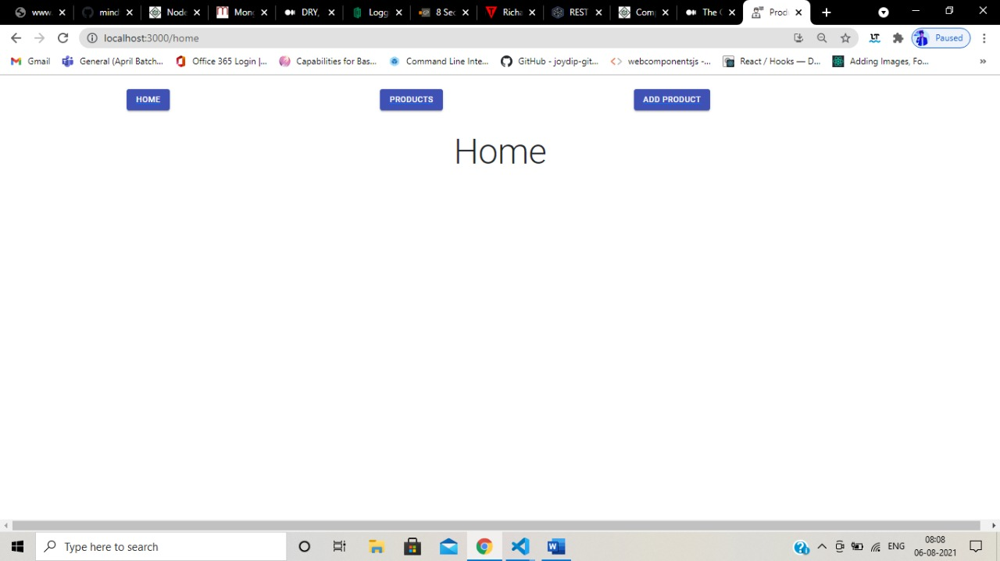 www. mind Node Mon DRY, Logg 8 Sec Richa REST Com The Prod
localhost:3000/home Paused
Gmail General (April Batch... Office 365 Login |... Capabilities for Bas... Command Line Inte... GitHub - joydip-git... webcomponentsjs -... React / Hooks — D... Adding Images, Fo... »
HOME PRODUCTS ADD PRODUCT
Home
Type here to search ENG 08:08
06-08-2021